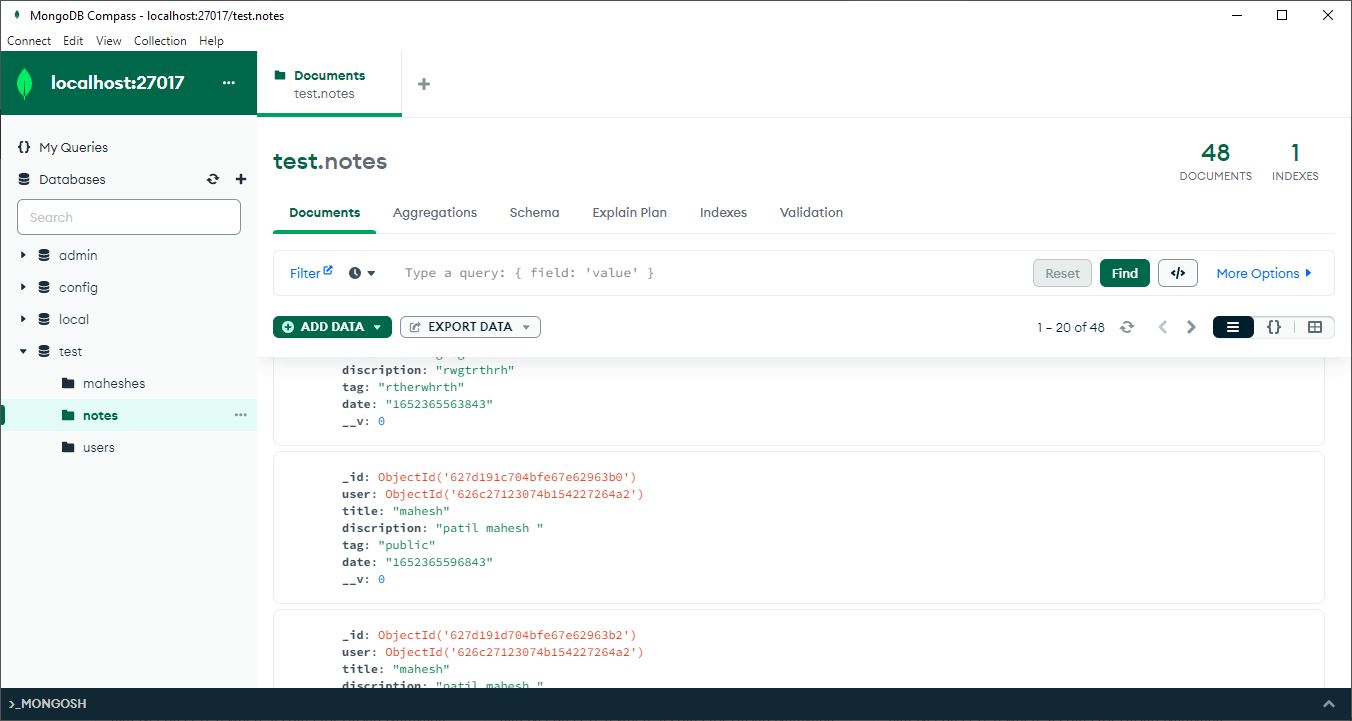 MongoDB Compass - localhost:27017/test.notes
Connect Edit View Collection Help
localhost:27017 ...
Documents
test.notes
{} My Queries
Databases
Search
admin
config
local
test
maheshes
notes ...
users
test.notes
48
DOCUMENTS
1
INDEXES
Documents Aggregations Schema Explain Plan Indexes Validation
Filter Type a query: { field: 'value' } Reset Find </> More Options
ADD DATA EXPORT DATA 1 – 20 of 48 {}
discription: "rwgtrthrh"
tag: "rtherwhrth"
date: "1652365563843"
__v: 0
_id: ObjectId('627d191c704bfe67e62963b0')
user: ObjectId('626c27123074b154227264a2')
title: "mahesh"
discription: "patil mahesh "
tag: "public"
date: "1652365596843"
__v: 0
_id: ObjectId('627d191d704bfe67e62963b2')
user: ObjectId('626c27123074b154227264a2')
title: "mahesh"
discription: "patil mahesh "
>_MONGOSH